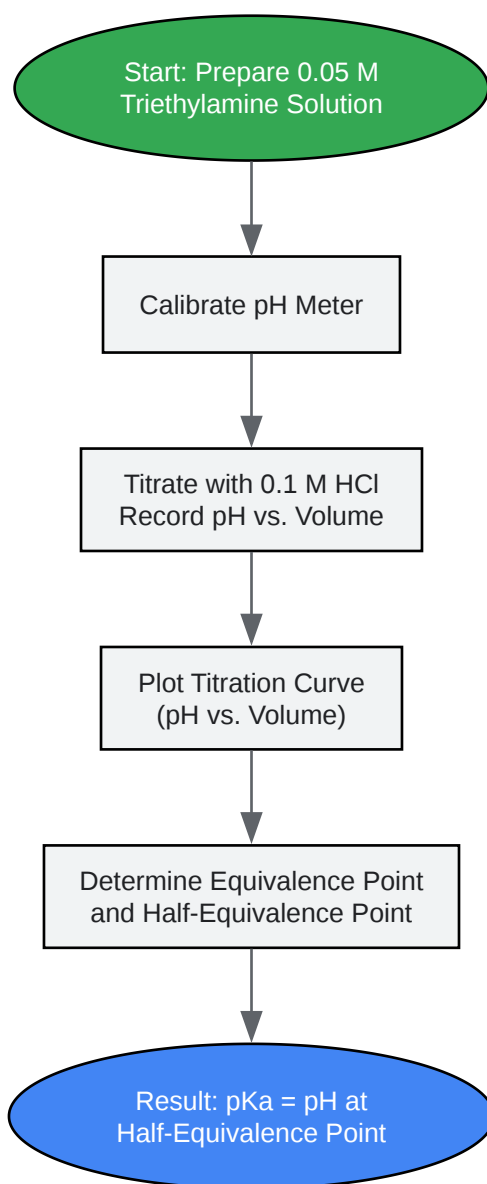 Start: Prepare 0.05 M
Triethylamine Solution
Calibrate pH Meter
Titrate with 0.1 M HCl
Record pH vs. Volume
Plot Titration Curve
(pH vs. Volume)
Determine Equivalence Point
and Half-Equivalence Point
Result: pKa = pH at
Half-Equivalence Point